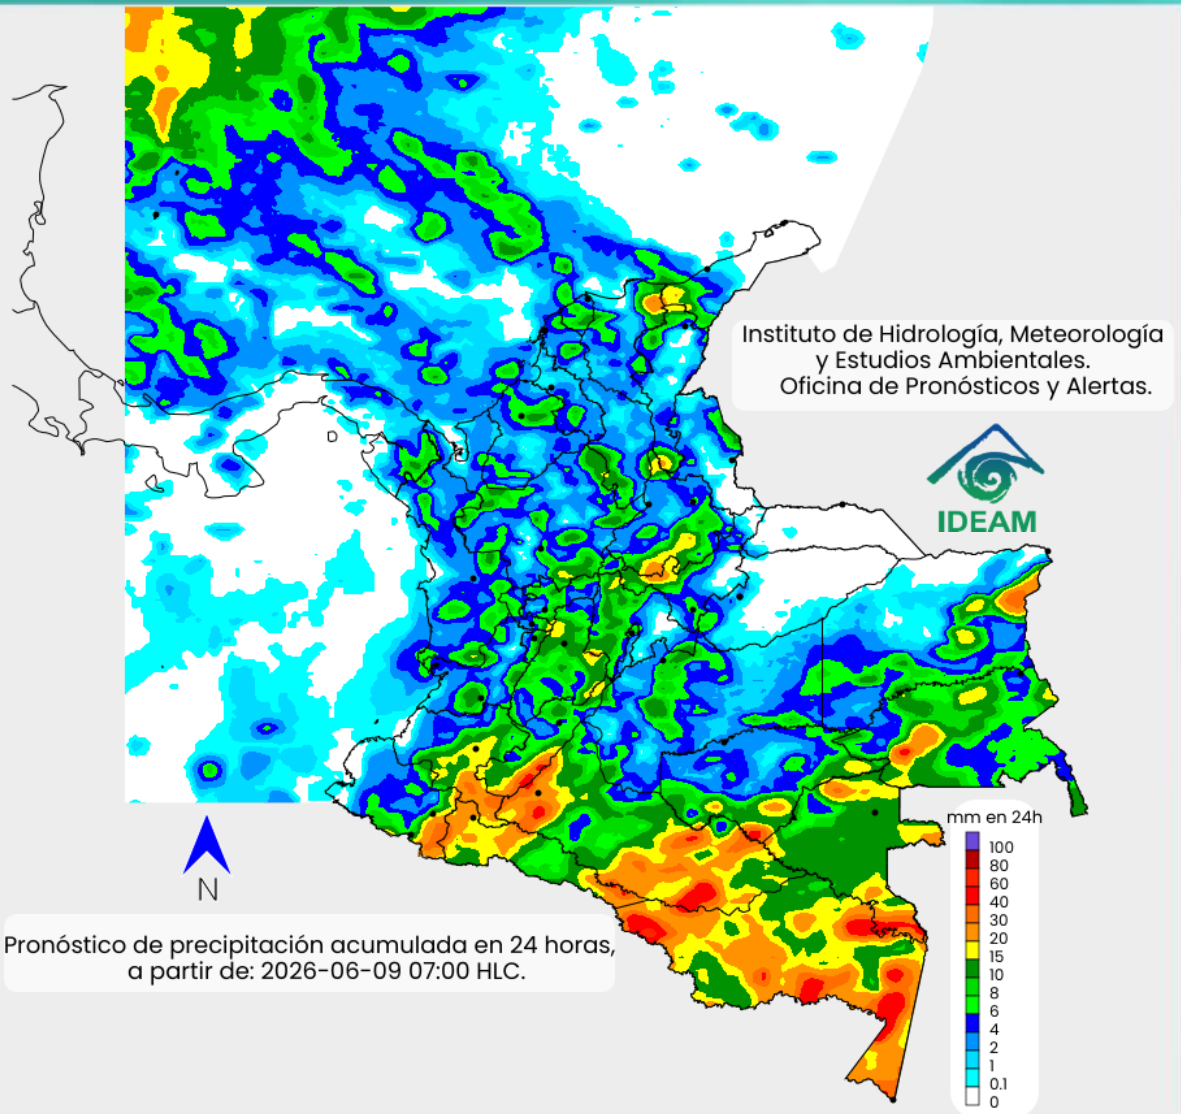 Instituto de Hidrología, Meteorología
y Estudios Ambientales.
Oficina de Pronósticos y Alertas.
IDEAM
mm en 24h
100
80
60
40
30
20
15
10
8
6
4
2
1
0.1
0
N
Pronóstico de precipitación acumulada en 24 horas,
a partir de: 2026-06-09 07:00 HLC.